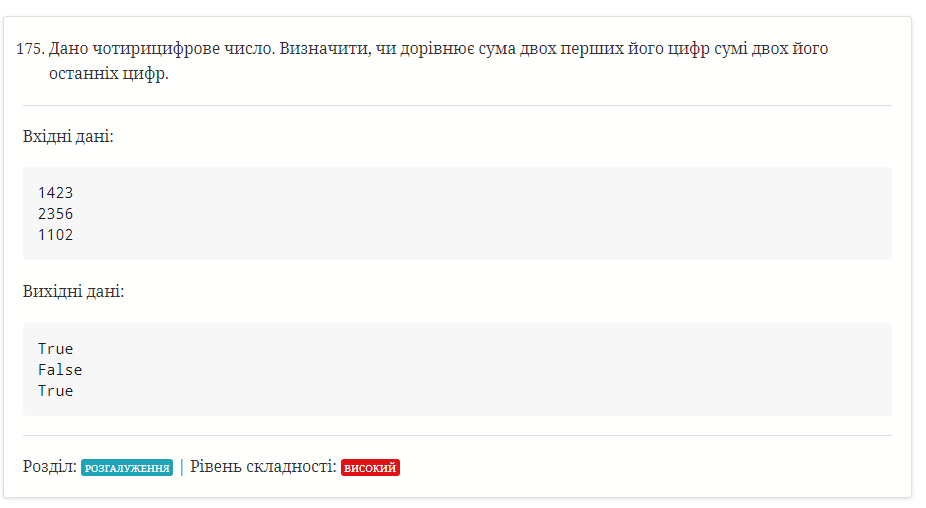 175. Дано чотирицифрове число. Визначити, чи дорівнює сума двох перших його цифр сумі двох його
останніх цифр.
Вхідні дані:
1423
2356
1102
Вихідні дані:
True
False
True
Розділ: РОЗГАЛУЖЕННЯ | Рівень складності: ВИСОКИЙ